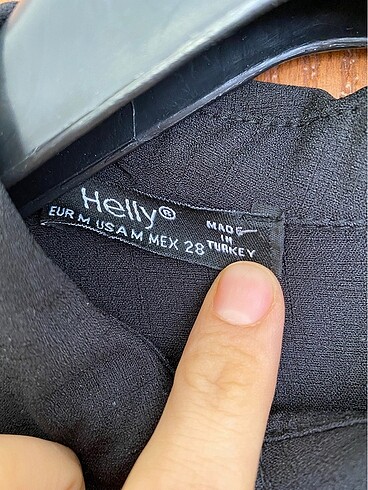 Helly®
EUR M USA M MEX 28
MADE
IN
TURKEY